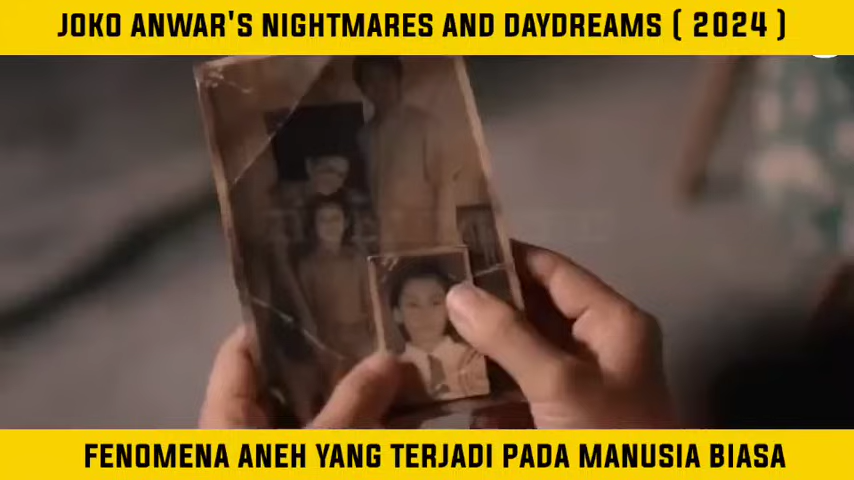 JOKO ANWAR'S NIGHTMARES AND DAYDREAMS ( 2024 )
FENOMENA ANEH YANG TERJADI PADA MANUSIA BIASA